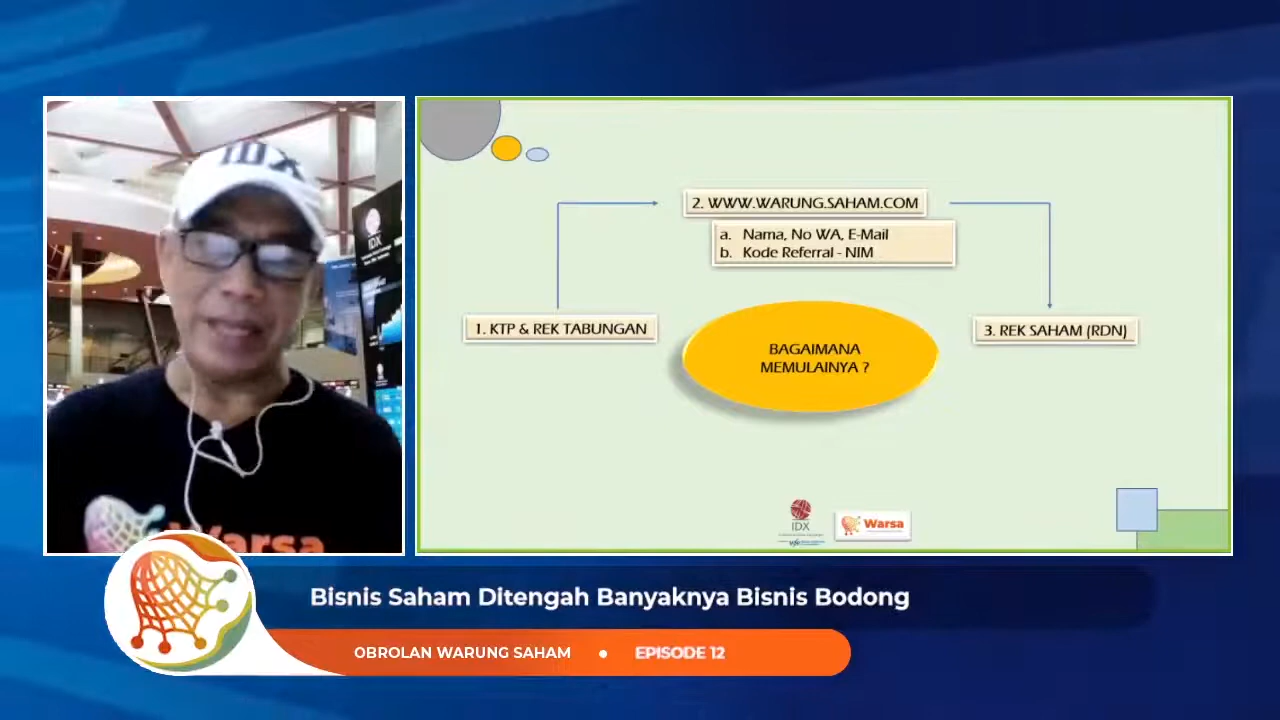 IDX
IDX
Warsa
2. WWW.WARUNG.SAHAM.COM
a. Nama, No WA, E-Mail
b. Kode Referral - NIM
1. KTP & REK TABUNGAN
3. REK SAHAM (RDN)
BAGAIMANA
MEMULAINYA ?
IDX
Warsa
Bisnis Saham Ditengah Banyaknya Bisnis Bodong
OBROLAN WARUNG SAHAM • EPISODE 12